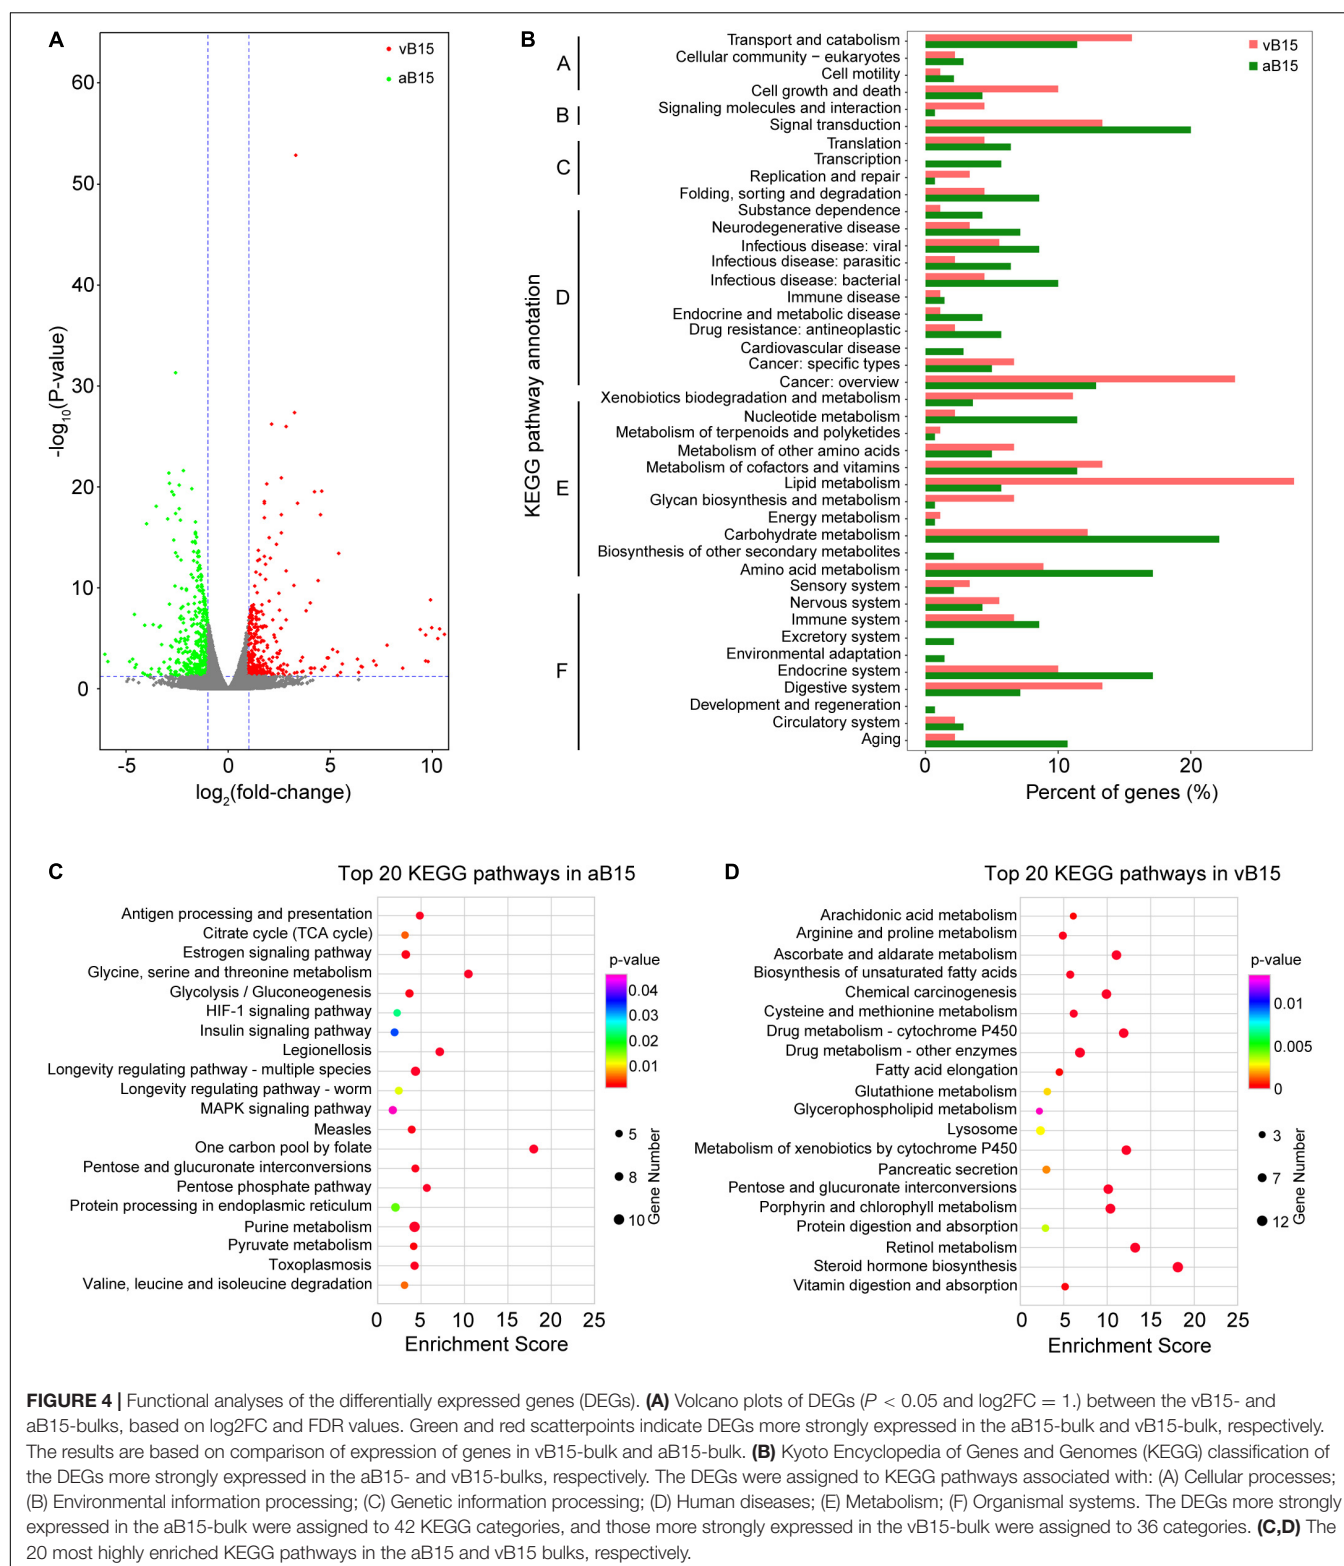 A
vB15
aB15
60
50
40
30
20
10
0
-5 0 5 10
-log10(P-value)
log2(fold-change)
B
KEGG pathway annotation
A
B
C
D
E
F
Transport and catabolism
Cellular community − eukaryotes
Cell motility
Cell growth and death
Signaling molecules and interaction
Signal transduction
Translation
Transcription
Replication and repair
Folding, sorting and degradation
Substance dependence
Neurodegenerative disease
Infectious disease: viral
Infectious disease: parasitic
Infectious disease: bacterial
Immune disease
Endocrine and metabolic disease
Drug resistance: antineoplastic
Cardiovascular disease
Cancer: specific types
Cancer: overview
Xenobiotics biodegradation and metabolism
Nucleotide metabolism
Metabolism of terpenoids and polyketides
Metabolism of other amino acids
Metabolism of cofactors and vitamins
Lipid metabolism
Glycan biosynthesis and metabolism
Energy metabolism
Carbohydrate metabolism
Biosynthesis of other secondary metabolites
Amino acid metabolism
Sensory system
Nervous system
Immune system
Excretory system
Environmental adaptation
Endocrine system
Digestive system
Development and regeneration
Circulatory system
Aging
vB15
aB15
0 10 20
Percent of genes (%)
C
Top 20 KEGG pathways in aB15
Antigen processing and presentation
Citrate cycle (TCA cycle)
Estrogen signaling pathway
Glycine, serine and threonine metabolism
Glycolysis / Gluconeogenesis
HIF-1 signaling pathway
Insulin signaling pathway
Legionellosis
Longevity regulating pathway - multiple species
Longevity regulating pathway - worm
MAPK signaling pathway
Measles
One carbon pool by folate
Pentose and glucuronate interconversions
Pentose phosphate pathway
Protein processing in endoplasmic reticulum
Purine metabolism
Pyruvate metabolism
Toxoplasmosis
Valine, leucine and isoleucine degradation
0 5 10 15 20 25
Enrichment Score
p-value
0.04
0.03
0.02
0.01
5
8
10
Gene Number
D
Top 20 KEGG pathways in vB15
Arachidonic acid metabolism
Arginine and proline metabolism
Ascorbate and aldarate metabolism
Biosynthesis of unsaturated fatty acids
Chemical carcinogenesis
Cysteine and methionine metabolism
Drug metabolism - cytochrome P450
Drug metabolism - other enzymes
Fatty acid elongation
Glutathione metabolism
Glycerophospholipid metabolism
Lysosome
Metabolism of xenobiotics by cytochrome P450
Pancreatic secretion
Pentose and glucuronate interconversions
Porphyrin and chlorophyll metabolism
Protein digestion and absorption
Retinol metabolism
Steroid hormone biosynthesis
Vitamin digestion and absorption
0 5 10 15 20 25
Enrichment Score
p-value
0.01
0.005
0
3
7
12
Gene Number
FIGURE 4 | Functional analyses of the differentially expressed genes (DEGs). (A) Volcano plots of DEGs (P < 0.05 and log2FC = 1.) between the vB15- and
aB15-bulks, based on log2FC and FDR values. Green and red scatterpoints indicate DEGs more strongly expressed in the aB15-bulk and vB15-bulk, respectively.
The results are based on comparison of expression of genes in vB15-bulk and aB15-bulk. (B) Kyoto Encyclopedia of Genes and Genomes (KEGG) classification of
the DEGs more strongly expressed in the aB15- and vB15-bulks, respectively. The DEGs were assigned to KEGG pathways associated with: (A) Cellular processes;
(B) Environmental information processing; (C) Genetic information processing; (D) Human diseases; (E) Metabolism; (F) Organismal systems. The DEGs more strongly
expressed in the aB15-bulk were assigned to 42 KEGG categories, and those more strongly expressed in the vB15-bulk were assigned to 36 categories. (C,D) The
20 most highly enriched KEGG pathways in the aB15 and vB15 bulks, respectively.